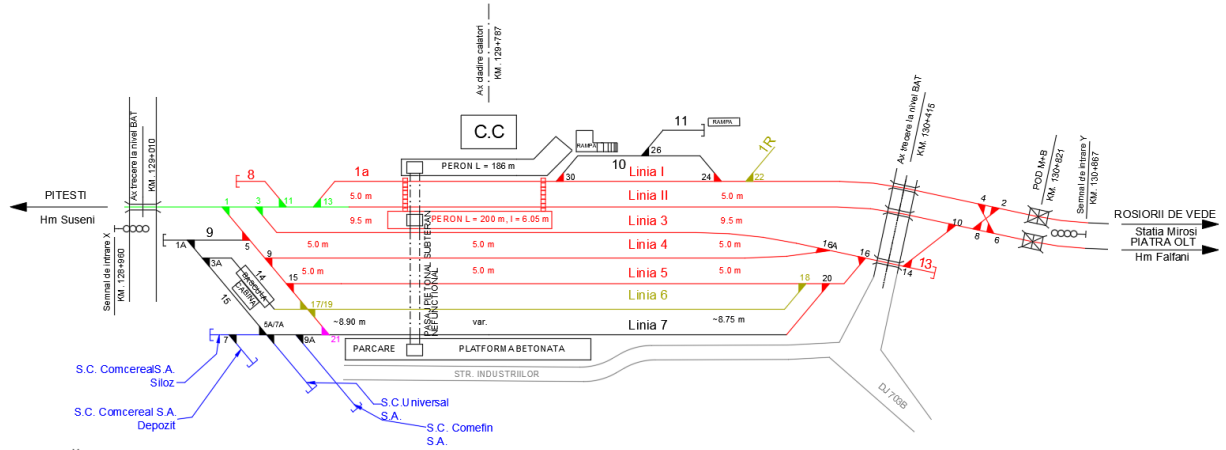 Ax cladire calatori
KM. 129+787
Ax trecere la nivel BAT
KM. 129+010
C.C
RAMPA
11
RAMPA
26
10
PERON L = 186 m
1R
Ax trecere la nivel BAT
KM. 130+415
POD M+B
KM. 130+621
Semnal de intrare Y
KM. 130+667
8
1a
30
Linia I
24
22
PITESTI
Hm Suseni
1
3
11
13
5.0 m
Linia II
5.0 m
4
2
ROSIORII DE VEDE
Statia Mirosi
PIATRA OLT
Hm Falfani
9.5 m
PERON L = 200 m, l = 6.05 m
Linia 3
9.5 m
10
8
6
Semnal de intrare X
KM. 128+960
9
1A
5
5.0 m
5.0 m
Linia 4
5.0 m
16A
16
14
13
3A
14
BASCULA
CABINA
9
15
5.0 m
5.0 m
Linia 5
5.0 m
20
18
15
17/19
Linia 6
PASAJ PIETONAL SUBTERAN
NEFUNCTIONAL
5A/7A
7
9A
21
~8.90 m
var.
Linia 7
~8.75 m
PARCARE
PLATFORMA BETONATA
STR. INDUSTRIILOR
DJ 703B
S.C. ComcerealS.A.
Siloz
S.C. Comcereal S.A.
Depozit
S.C.Universal
S.A.
S.C. Comefin
S.A.